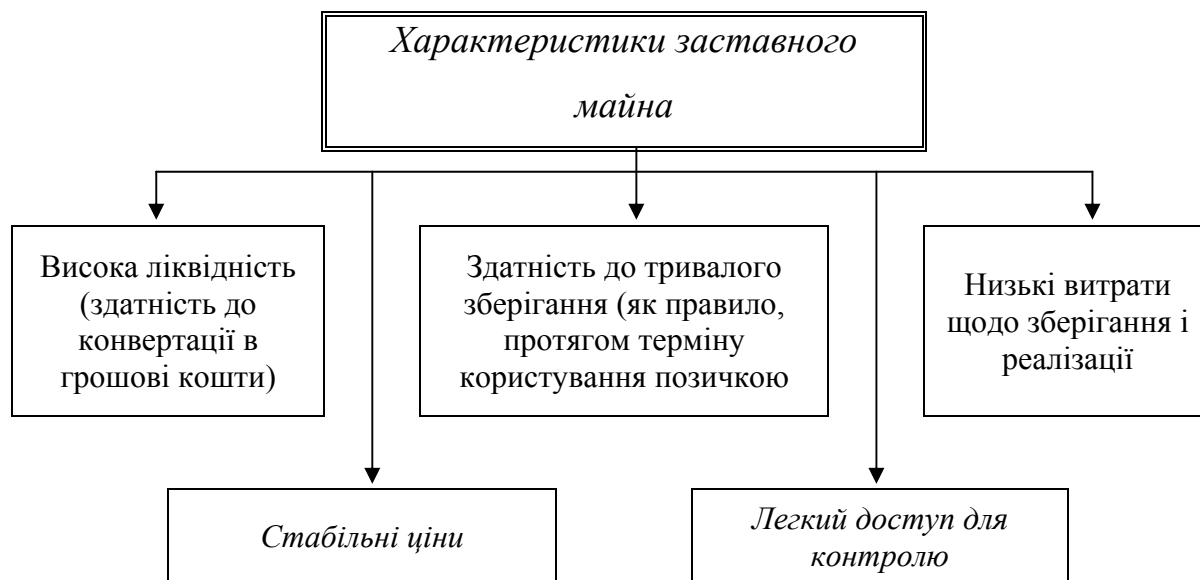 Характеристики заставного
майна
Висока ліквідність
(здатність до
конвертації в
грошові кошти)
Здатність до тривалого
зберігання (як правило,
протягом терміну
користування позичкою
Низькі витрати
щодо зберігання і
реалізації
Стабільні ціни
Легкий доступ для
контролю